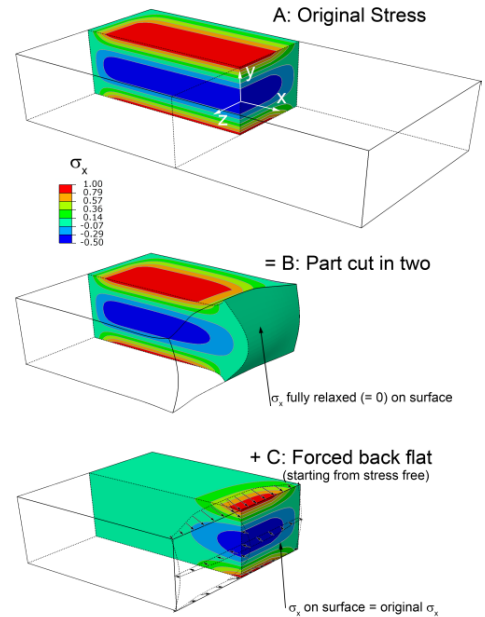 A: Original Stress
y
x
z
σx
1.00
0.79
0.57
0.36
0.14
-0.07
-0.29
-0.50
= B: Part cut in two
σx fully relaxed (= 0) on surface
+ C: Forced back flat
(starting from stress free)
σx on surface = original σx